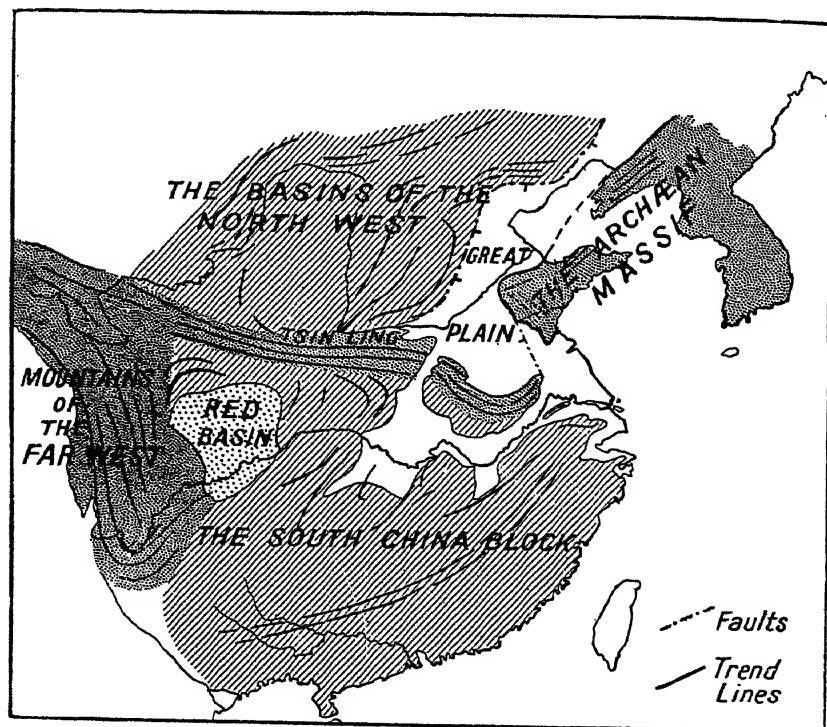 THE BASINS OF THE
NORTH WEST
THE ARCHÆAN
MASSIF
GREAT
PLAIN
TSIN LING
MOUNTAINS
OF
THE
FAR WEST
RED
BASIN
THE SOUTH CHINA BLOCK
Faults
Trend
Lines